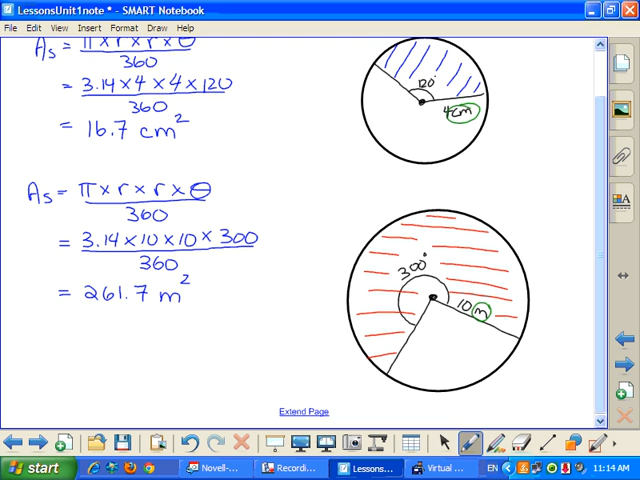 LessonsUnit1note * - SMART Notebook
File Edit View Insert Format Draw Help
As = π × r × r × θ
360
= 3.14 × 4 × 4 × 120
360
= 16.7 cm²
120°
4cm
As = π × r × r × θ
360
= 3.14 × 10 × 10 × 300
360
= 261.7 m²
300°
10 m
Extend Page
start
Novell-...
Recordi...
Lessons...
Virtual ...
EN
11:14 AM